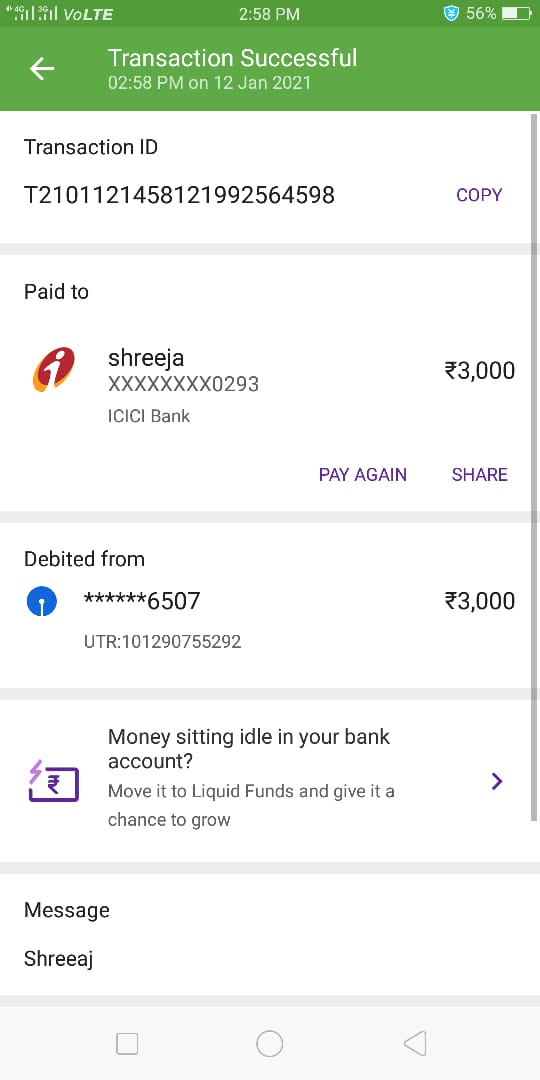 4G 3G VoLTE 2:58 PM 56%
Transaction Successful
02:58 PM on 12 Jan 2021
Transaction ID
T2101121458121992564598 COPY
Paid to
shreeja
XXXXXXXX0293 ₹3,000
ICICI Bank
PAY AGAIN SHARE
Debited from
******6507 ₹3,000
UTR:101290755292
Money sitting idle in your bank
account?
Move it to Liquid Funds and give it a
chance to grow
Message
Shreeaj